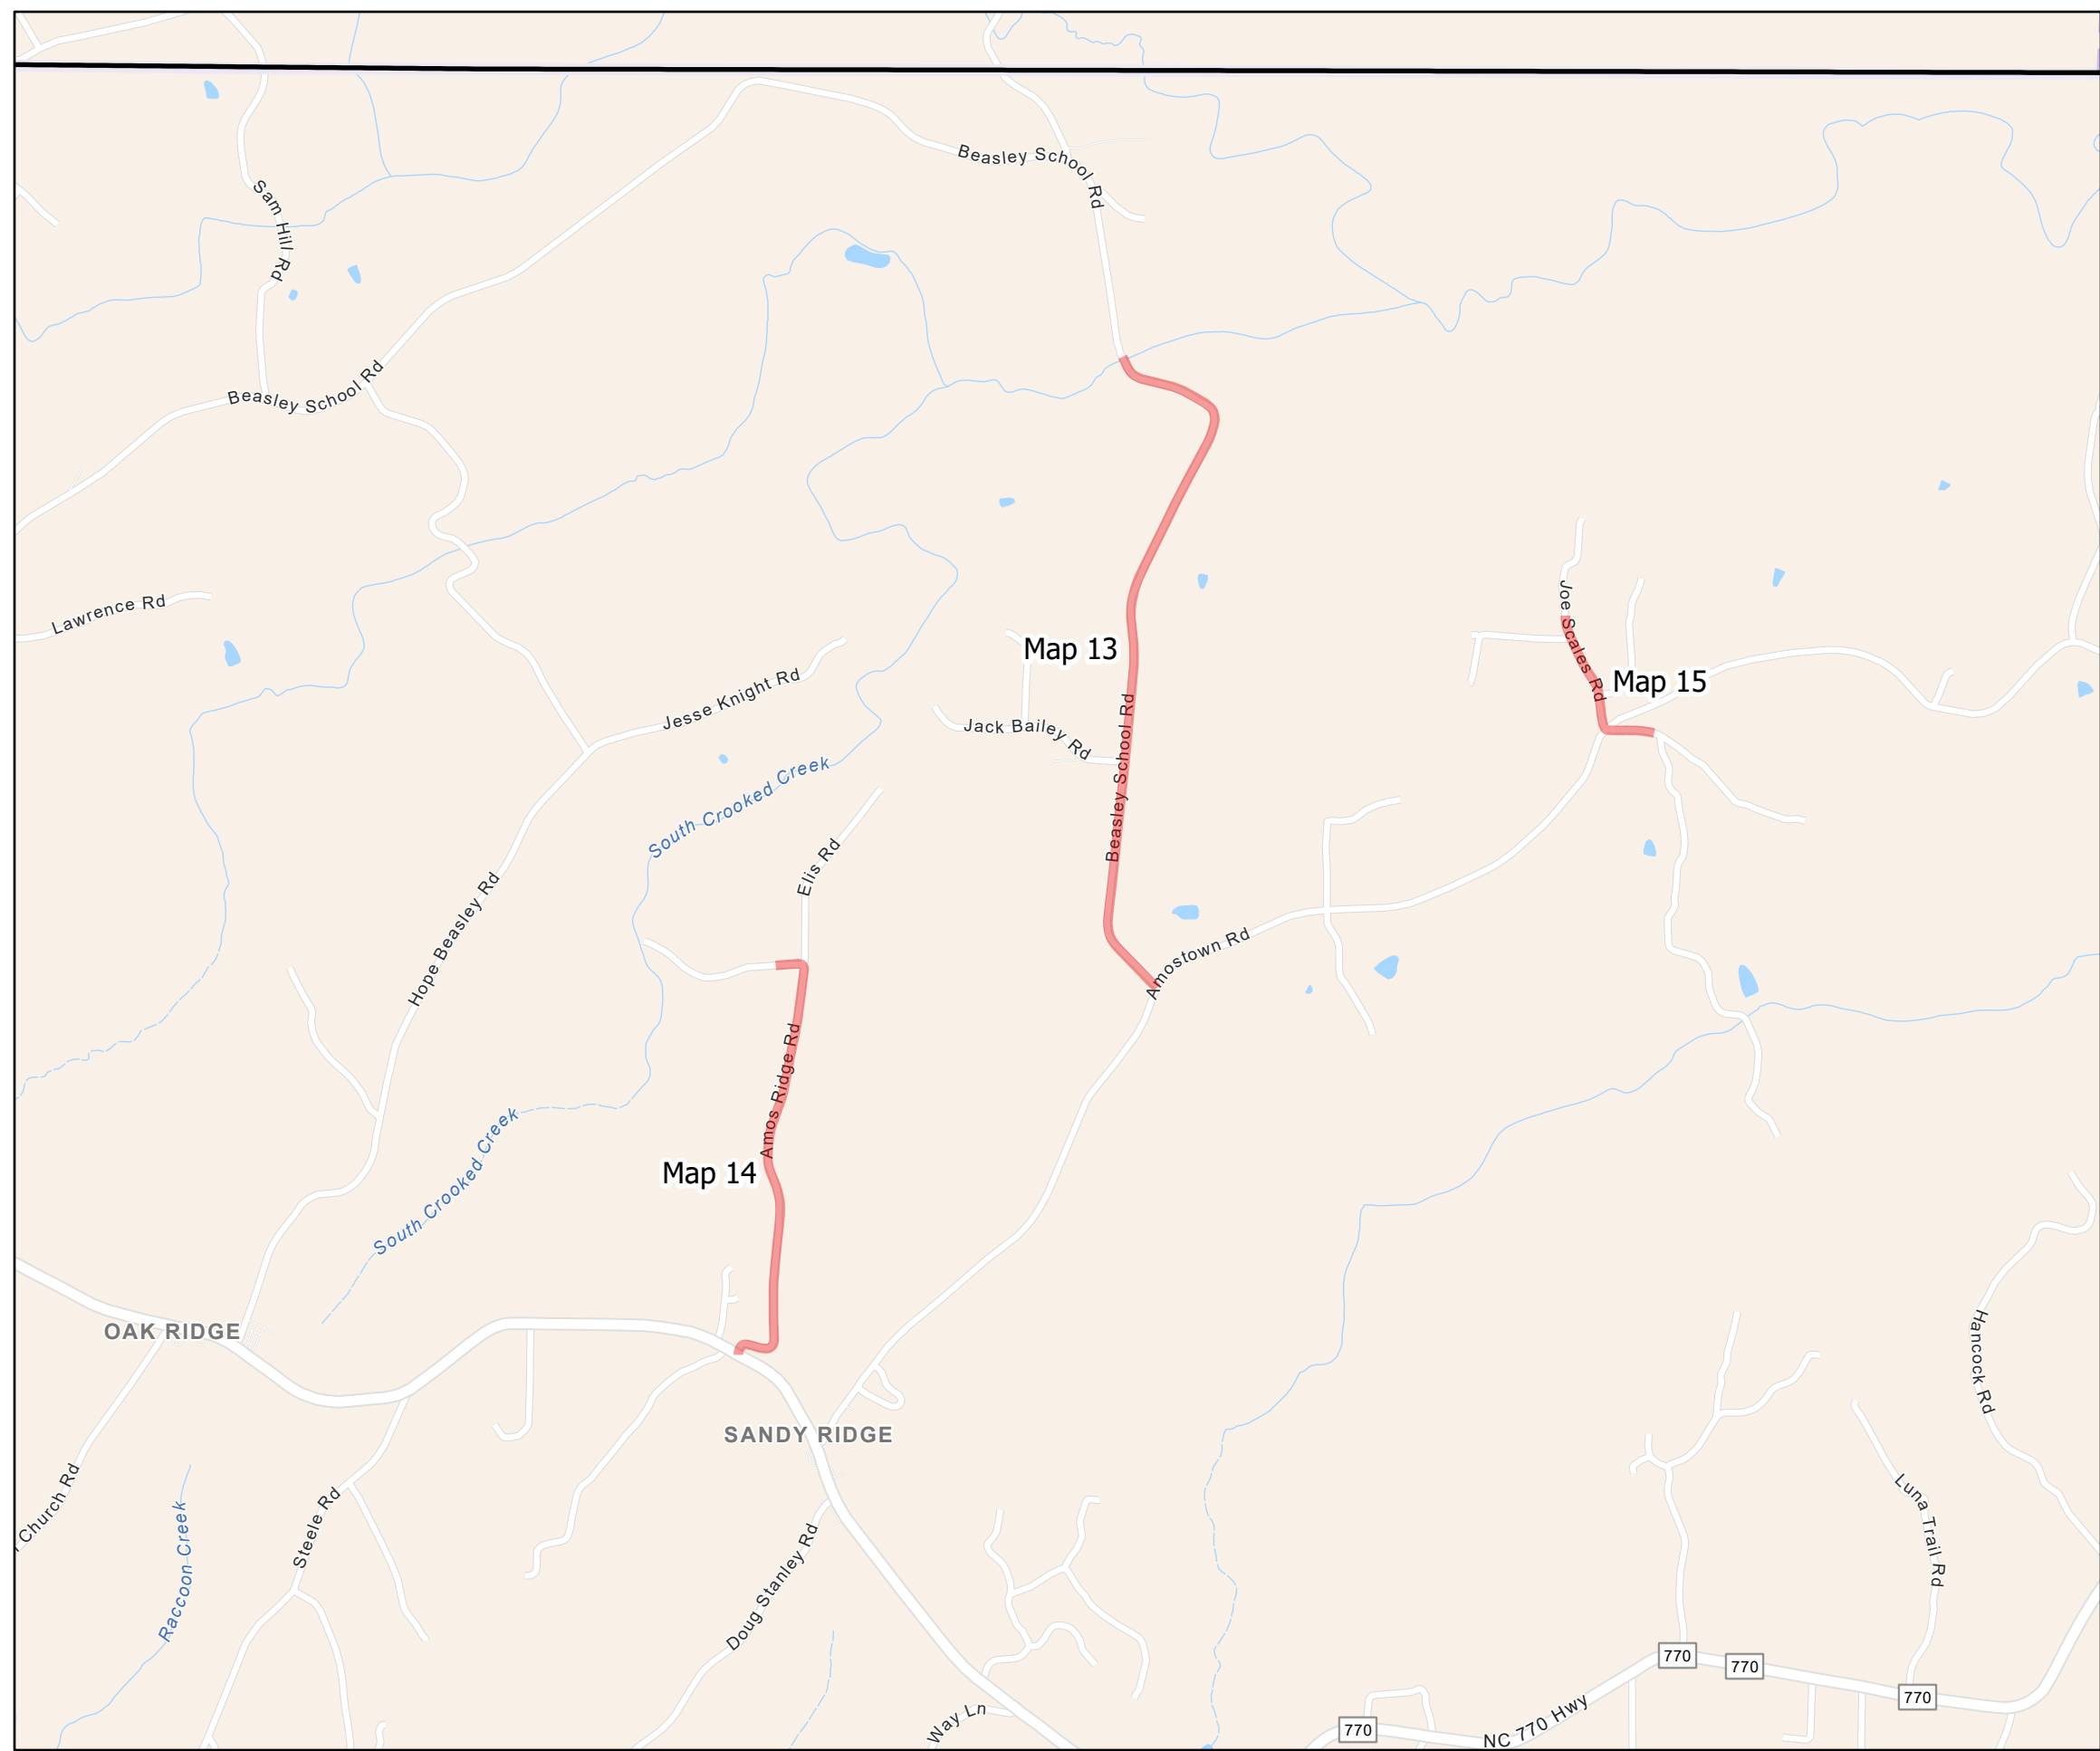 Beasley School Rd
Sam Hill Rd
Beasley School Rd
Lawrence Rd
Joe Scales Rd
Map 13
Map 15
Jesse Knight Rd
Jack Bailey Rd
Beasley School Rd
South Crooked Creek
Elis Rd
Hope Beasley Rd
Amostown Rd
Amos Ridge Rd
South Crooked Creek
Map 14
OAK RIDGE
Hancock Rd
SANDY RIDGE
Church Rd
Steele Rd
Raccoon Creek
Luna Trail Rd
Doug Stanley Rd
770
770
770
Way Ln
NC 770 Hwy
770